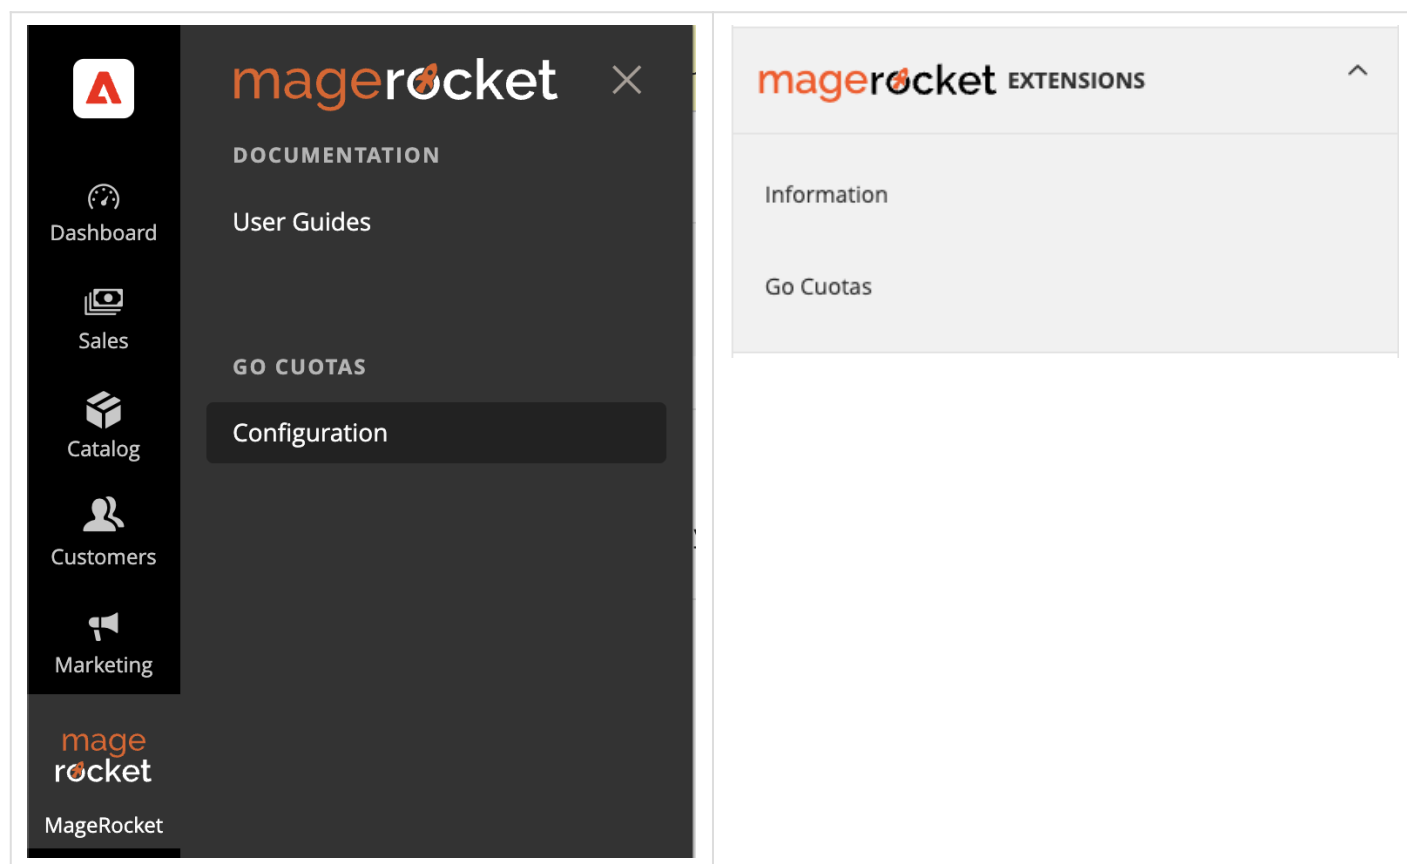 Dashboard
Sales
Catalog
Customers
Marketing
mage
rocket
MageRocket
magerocket
DOCUMENTATION
User Guides
GO CUOTAS
Configuration
magerocket EXTENSIONS
Information
Go Cuotas